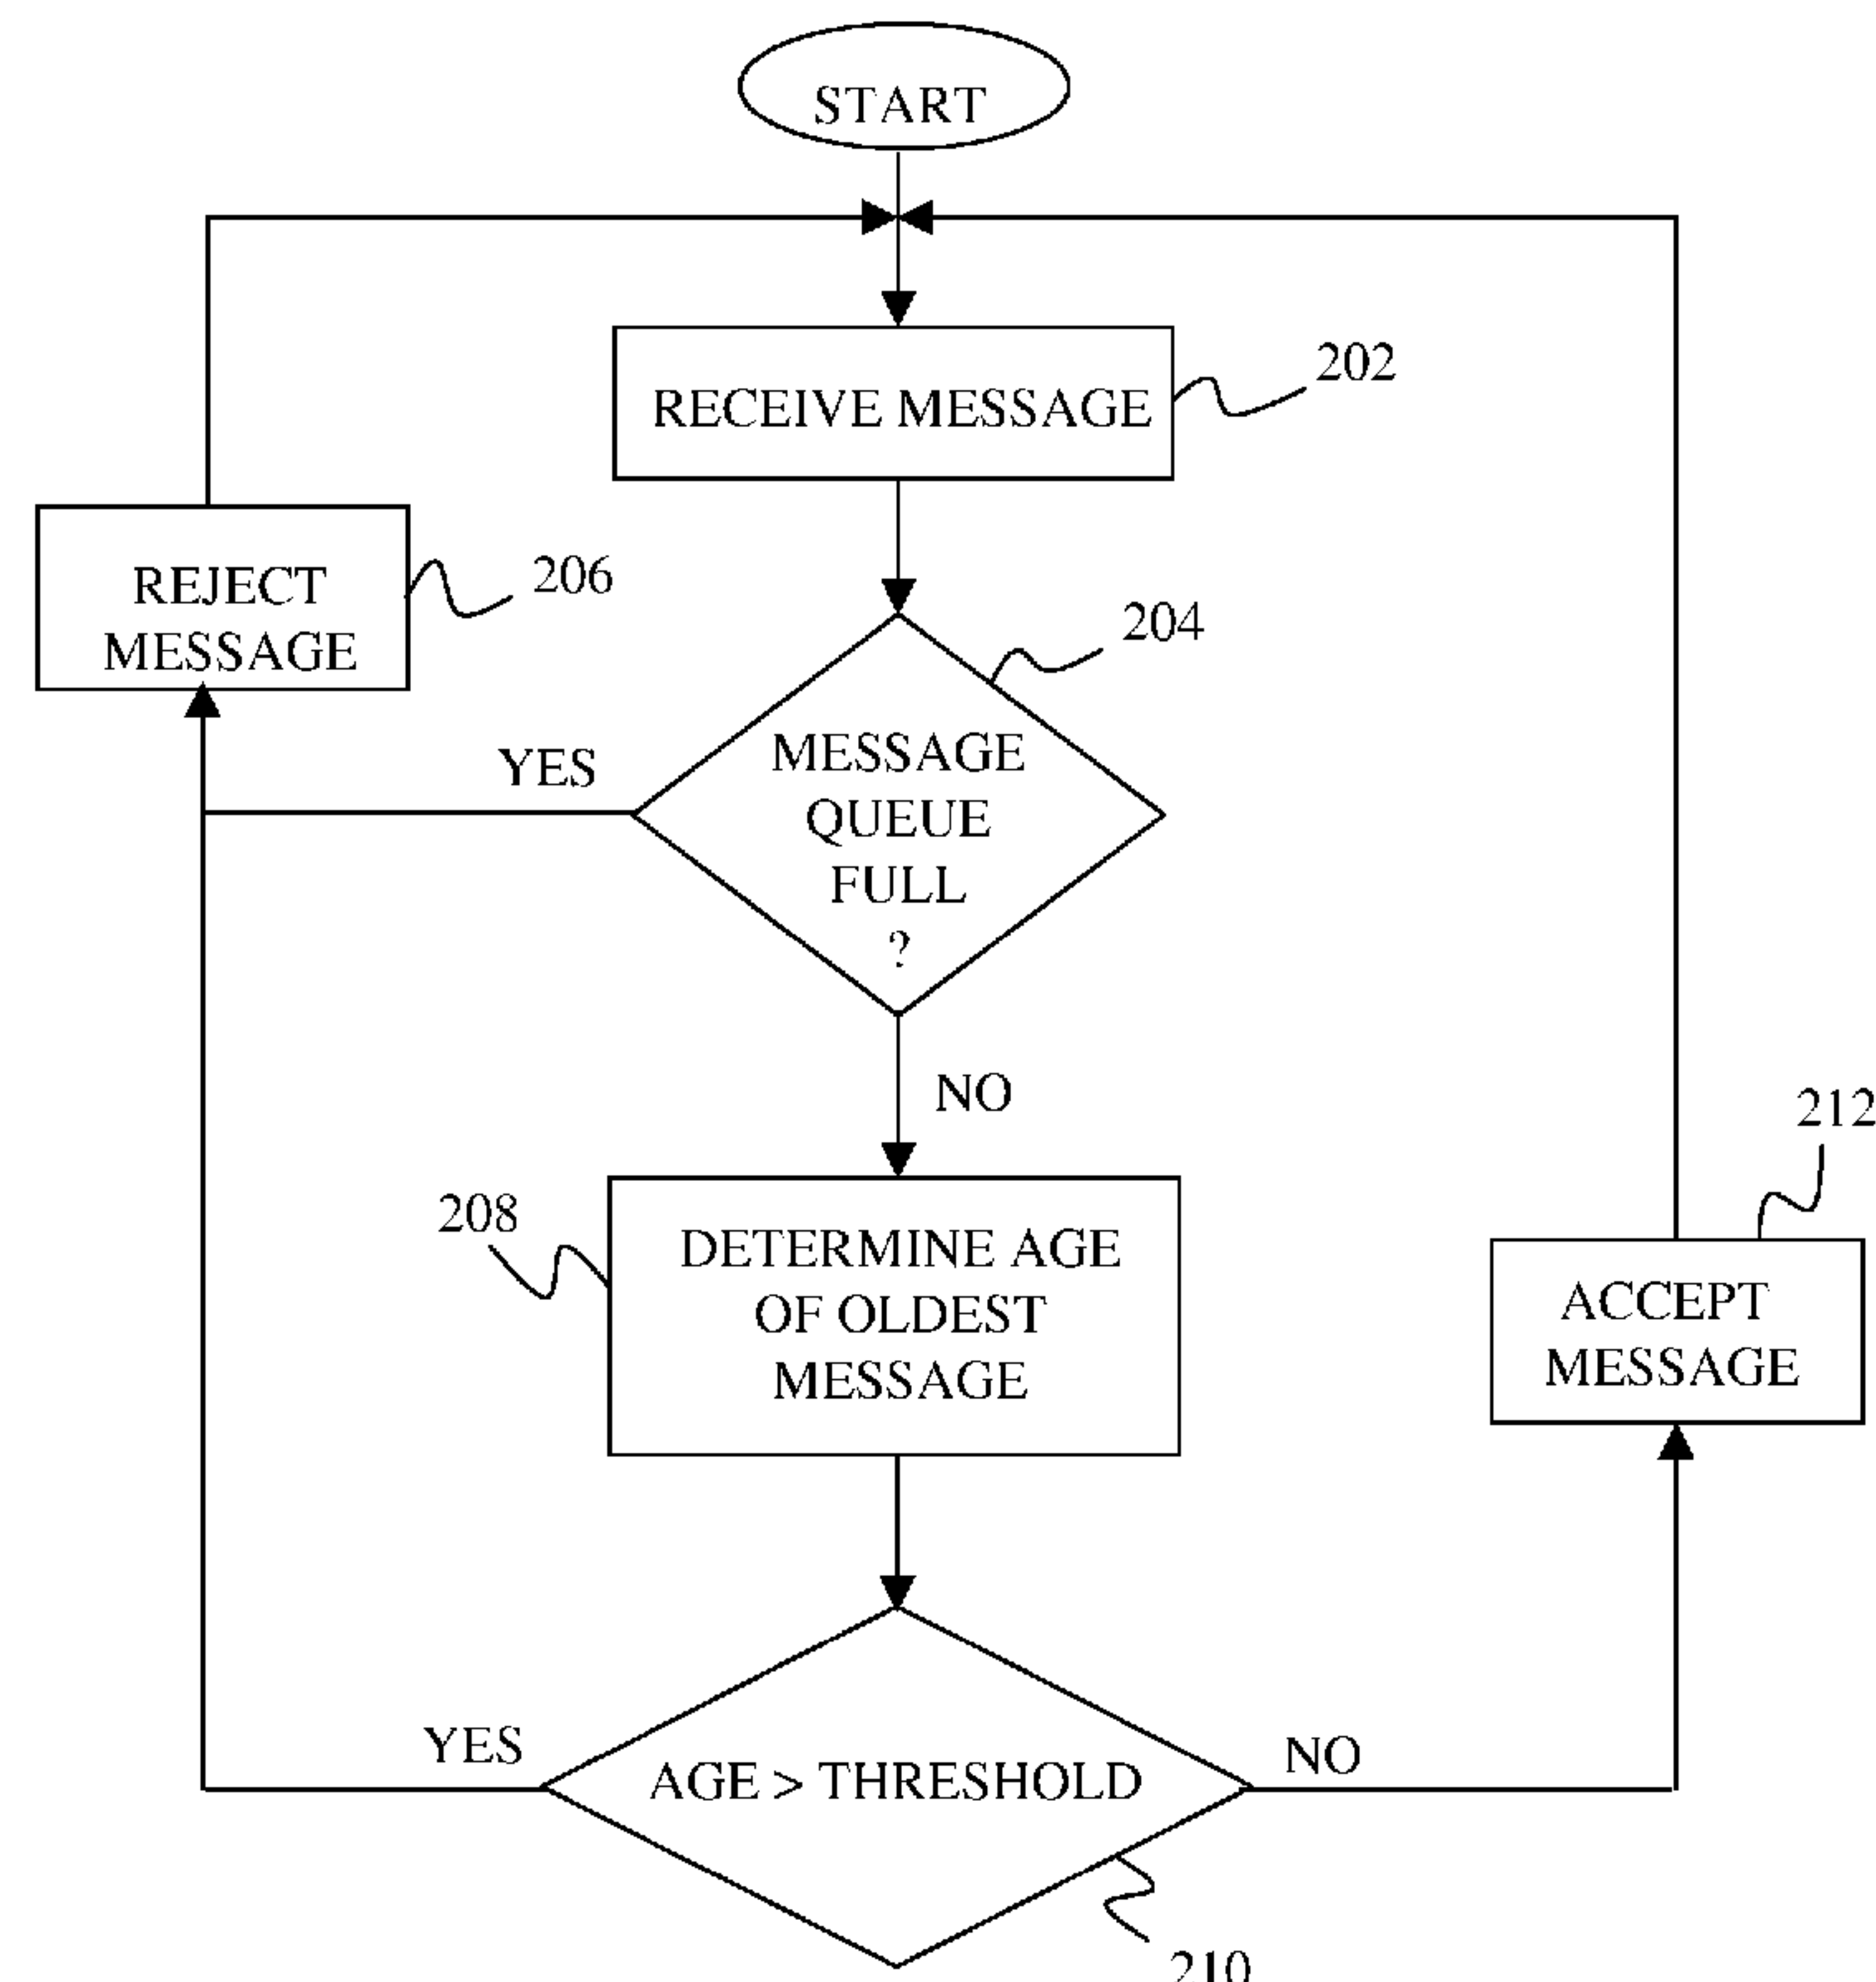 START
RECEIVE MESSAGE
202
REJECT
MESSAGE
206
204
MESSAGE
QUEUE
FULL
?
YES
NO
212
208
DETERMINE AGE
OF OLDEST
MESSAGE
ACCEPT
MESSAGE
YES
AGE > THRESHOLD
NO
210